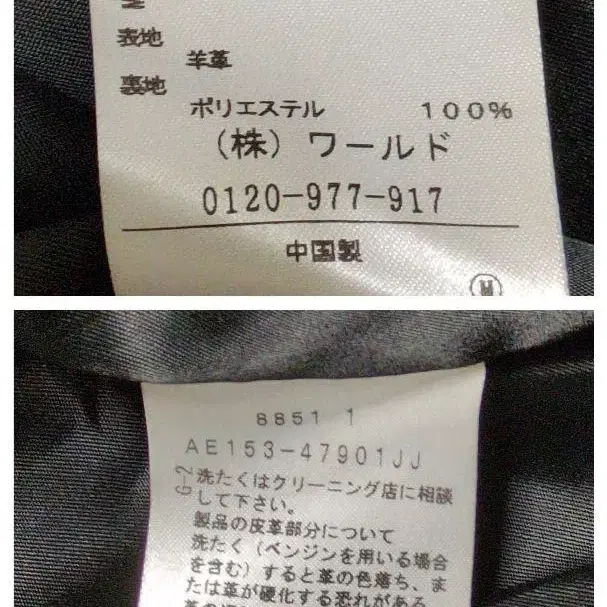 表地
羊革
裏地
ポリエステル 100%
(株)ワールド
0120-977-917
中国製
M
8851 1
AE153-47901JJ
G-2
洗たくはクリーニング店に相談
して下さい。
製品の皮革部分について
洗たく(ベンジンを用いる場合
を含む)すると革の色落ち、ま
たは革が硬化する恐れがある